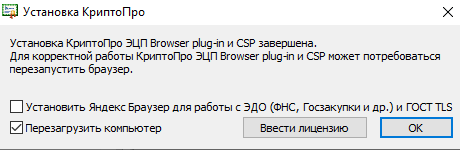 Установка КриптоПро
Установка КриптоПро ЭЦП Browser plug-in и CSP завершена.
Для корректной работы КриптоПро ЭЦП Browser plug-in и CSP может потребоваться
перезапустить браузер.
Установить Яндекс Браузер для работы с ЭДО (ФНС, Госзакупки и др.) и ГОСТ TLS
Перезагрузить компьютер
Ввести лицензию
ОК